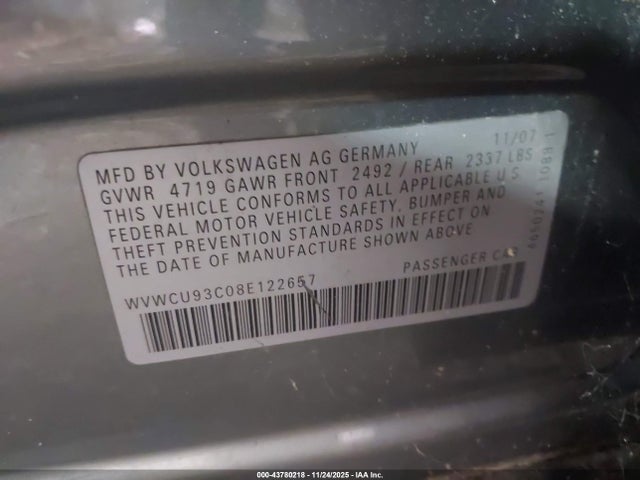 MFD BY VOLKSWAGEN AG GERMANY 11/07
GVWR 4719 GAWR FRONT 2492 / REAR 2337 LBS
THIS VEHICLE CONFORMS TO ALL APPLICABLE U S
FEDERAL MOTOR VEHICLE SAFETY, BUMPER AND
THEFT PREVENTION STANDARDS IN EFFECT ON
THE DATE OF MANUFACTURE SHOWN ABOVE
WVWCU93C08E122657 PASSENGER CAR
000-43780218 - 11/24/2025 - IAA Inc.